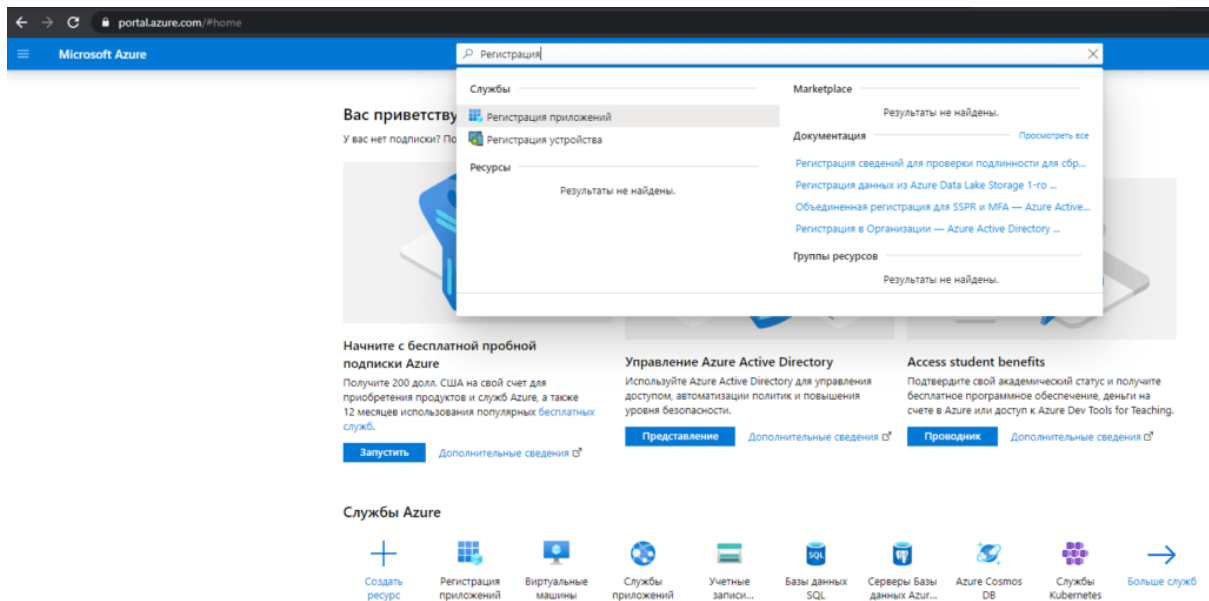 portal.azure.com/#home
Microsoft Azure
Регистрация
Службы
Регистрация приложений
Регистрация устройства
Ресурсы
Результаты не найдены.
Marketplace
Результаты не найдены.
Документация
Просмотреть все
Регистрация сведений для проверки подлинности для сбр...
Регистрация данных из Azure Data Lake Storage 1-го ...
Объединенная регистрация для SSPR и MFA — Azure Active...
Регистрация в Организации — Azure Active Directory ...
Группы ресурсов
Результаты не найдены.
Вас приветству
У вас нет подписки? По
Начните с бесплатной пробной
подписки Azure
Получите 200 долл. США на свой счет для
приобретения продуктов и служб Azure, а также
12 месяцев использования популярных бесплатных
служб.
Запустить
Дополнительные сведения
Управление Azure Active Directory
Используйте Azure Active Directory для управления
доступом, автоматизации политик и повышения
уровня безопасности.
Представление
Дополнительные сведения
Access student benefits
Подтвердите свой академический статус и получите
бесплатное программное обеспечение, деньги на
счете в Azure или доступ к Azure Dev Tools for Teaching.
Проводник
Дополнительные сведения
Службы Azure
Создать
ресурс
Регистрация
приложений
Виртуальные
машины
Службы
приложений
Учетные
записи...
SQL
Базы данных
SQL
Серверы Базы
данных Azur...
Azure Cosmos
DB
Службы
Kubernetes
Больше служб